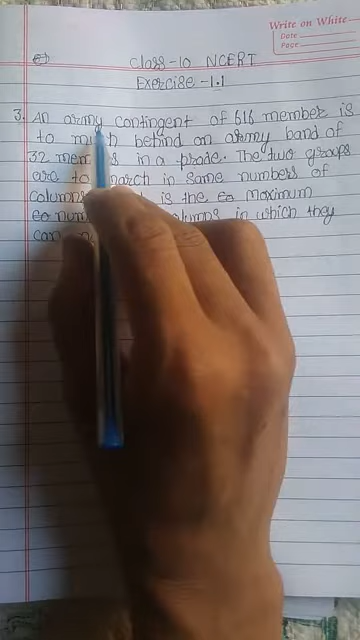 Write on White
Date
Page
Class-10 NCERT
Exercise -1.1
3. An army contingent of 616 member is
to behind an army band of
32 in a prade. The two groups
are to march in same numbers of
columns is the maximum
in which they
can